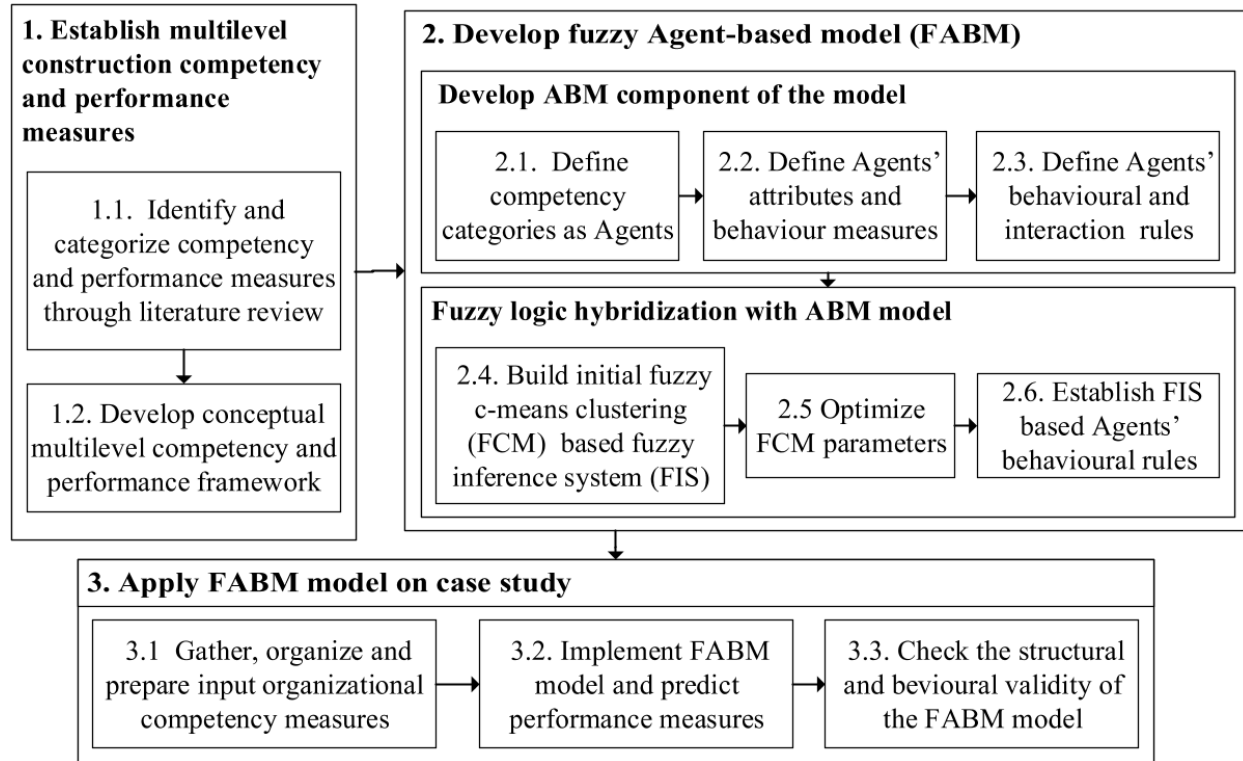 1. Establish multilevel
construction competency
and performance
measures
1.1. Identify and
categorize competency
and performance measures
through literature review
1.2. Develop conceptual
multilevel competency and
performance framework
2. Develop fuzzy Agent-based model (FABM)
Develop ABM component of the model
2.1. Define
competency
categories as Agents
2.2. Define Agents’
attributes and
behaviour measures
2.3. Define Agents’
behavioural and
interaction rules
Fuzzy logic hybridization with ABM model
2.4. Build initial fuzzy
c-means clustering
(FCM) based fuzzy
inference system (FIS)
2.5 Optimize
FCM parameters
2.6. Establish FIS
based Agents’
behavioural rules
3. Apply FABM model on case study
3.1 Gather, organize and
prepare input organizational
competency measures
3.2. Implement FABM
model and predict
performance measures
3.3. Check the structural
and bevioural validity of
the FABM model